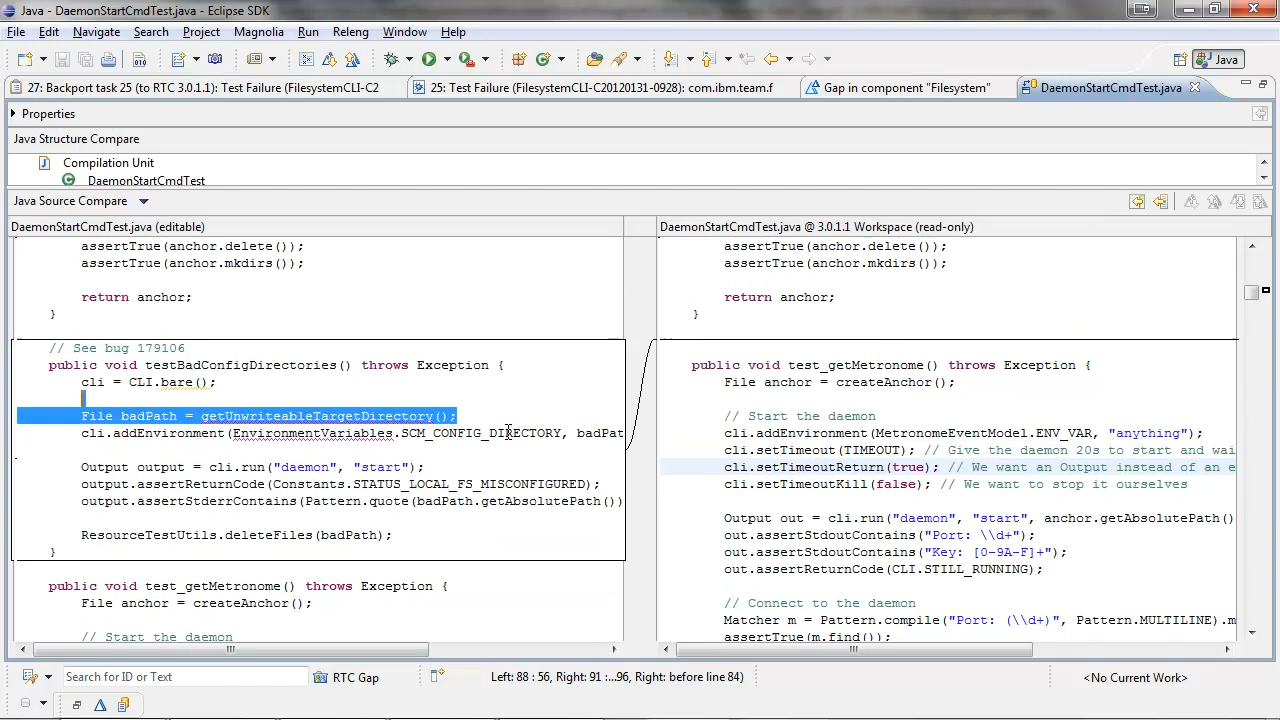 Java - DaemonStartCmdTest.java - Eclipse SDK
File Edit Navigate Search Project Magnolia Run Releng Window Help
Java
27: Backport task 25 (to RTC 3.0.1.1): Test Failure (FilesystemCLI-C2
25: Test Failure (FilesystemCLI-C20120131-0928): com.ibm.team.f
Gap in component "Filesystem"
DaemonStartCmdTest.java
Properties
Java Structure Compare
Compilation Unit
DaemonStartCmdTest
Java Source Compare
DaemonStartCmdTest.java (editable)
assertTrue(anchor.delete());
assertTrue(anchor.mkdirs());
return anchor;
}
// See bug 179106
public void testBadConfigDirectories() throws Exception {
cli = CLI.bare();
File badPath = getUnwriteableTargetDirectory();
cli.addEnvironment(EnvironmentVariables.SCM_CONFIG_DIRECTORY, badPat
Output output = cli.run("daemon", "start");
output.assertReturnCode(Constants.STATUS_LOCAL_FS_MISCONFIGURED);
output.assertStderrContains(Pattern.quote(badPath.getAbsolutePath())
ResourceTestUtils.deleteFiles(badPath);
}
public void test_getMetronome() throws Exception {
File anchor = createAnchor();
// Start the daemon
DaemonStartCmdTest.java @ 3.0.1.1 Workspace (read-only)
assertTrue(anchor.delete());
assertTrue(anchor.mkdirs());
return anchor;
}
public void test_getMetronome() throws Exception {
File anchor = createAnchor();
// Start the daemon
cli.addEnvironment(MetronomeEventModel.ENV_VAR, "anything");
cli.setTimeout(TIMEOUT); // Give the daemon 20s to start and wai
cli.setTimeoutReturn(true); // We want an Output instead of an e
cli.setTimeoutKill(false); // We want to stop it ourselves
Output out = cli.run("daemon", "start", anchor.getAbsolutePath()
out.assertStdoutContains("Port: \\d+");
out.assertStdoutContains("Key: [0-9A-F]+");
out.assertReturnCode(CLI.STILL_RUNNING);
// Connect to the daemon
Matcher m = Pattern.compile("Port: (\\d+)", Pattern.MULTILINE).m
assertTrue(m.find());
Search for ID or Text
RTC Gap
Left: 88 : 56, Right: 91 :...96, Right: before line 84)
<No Current Work>